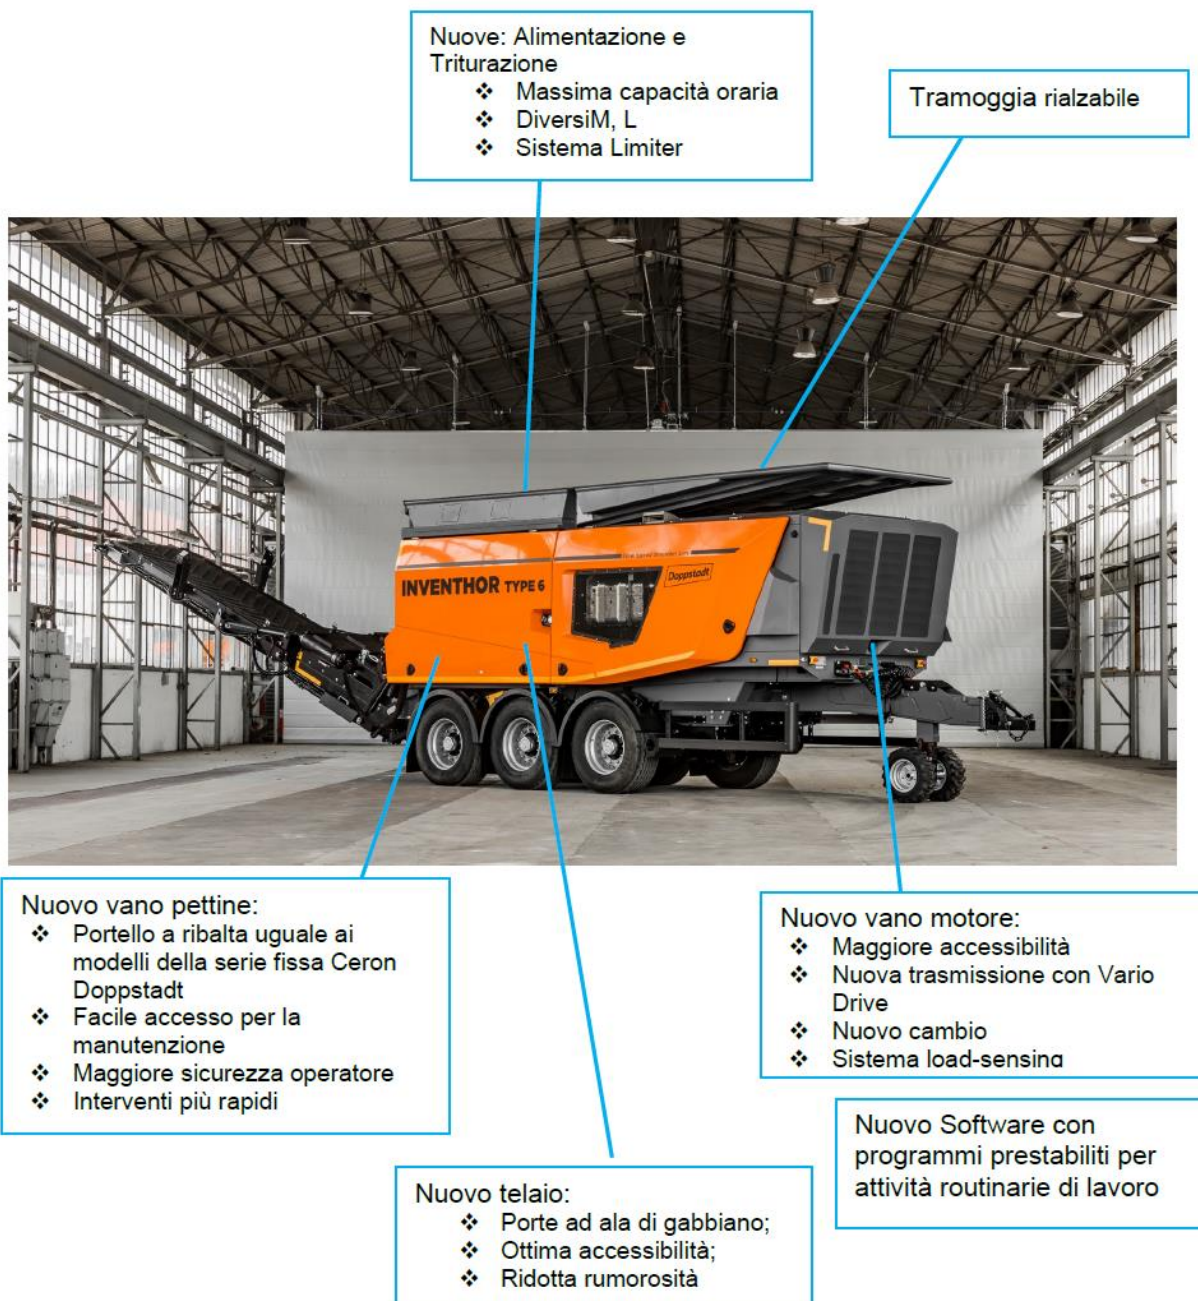 Nuove: Alimentazione e
Triturazione
❖ Massima capacità oraria
❖ DiversiM, L
❖ Sistema Limiter
Tramoggia rialzabile
INVENTHOR TYPE 6
Doppstadt
Nuovo vano pettine:
❖ Portello a ribalta uguale ai
modelli della serie fissa Ceron
Doppstadt
❖ Facile accesso per la
manutenzione
❖ Maggiore sicurezza operatore
❖ Interventi più rapidi
Nuovo vano motore:
❖ Maggiore accessibilità
❖ Nuova trasmissione con Vario
Drive
❖ Nuovo cambio
❖ Sistema load-sensing
Nuovo Software con
programmi prestabiliti per
attività routinarie di lavoro
Nuovo telaio:
❖ Porte ad ala di gabbiano;
❖ Ottima accessibilità;
❖ Ridotta rumorosità